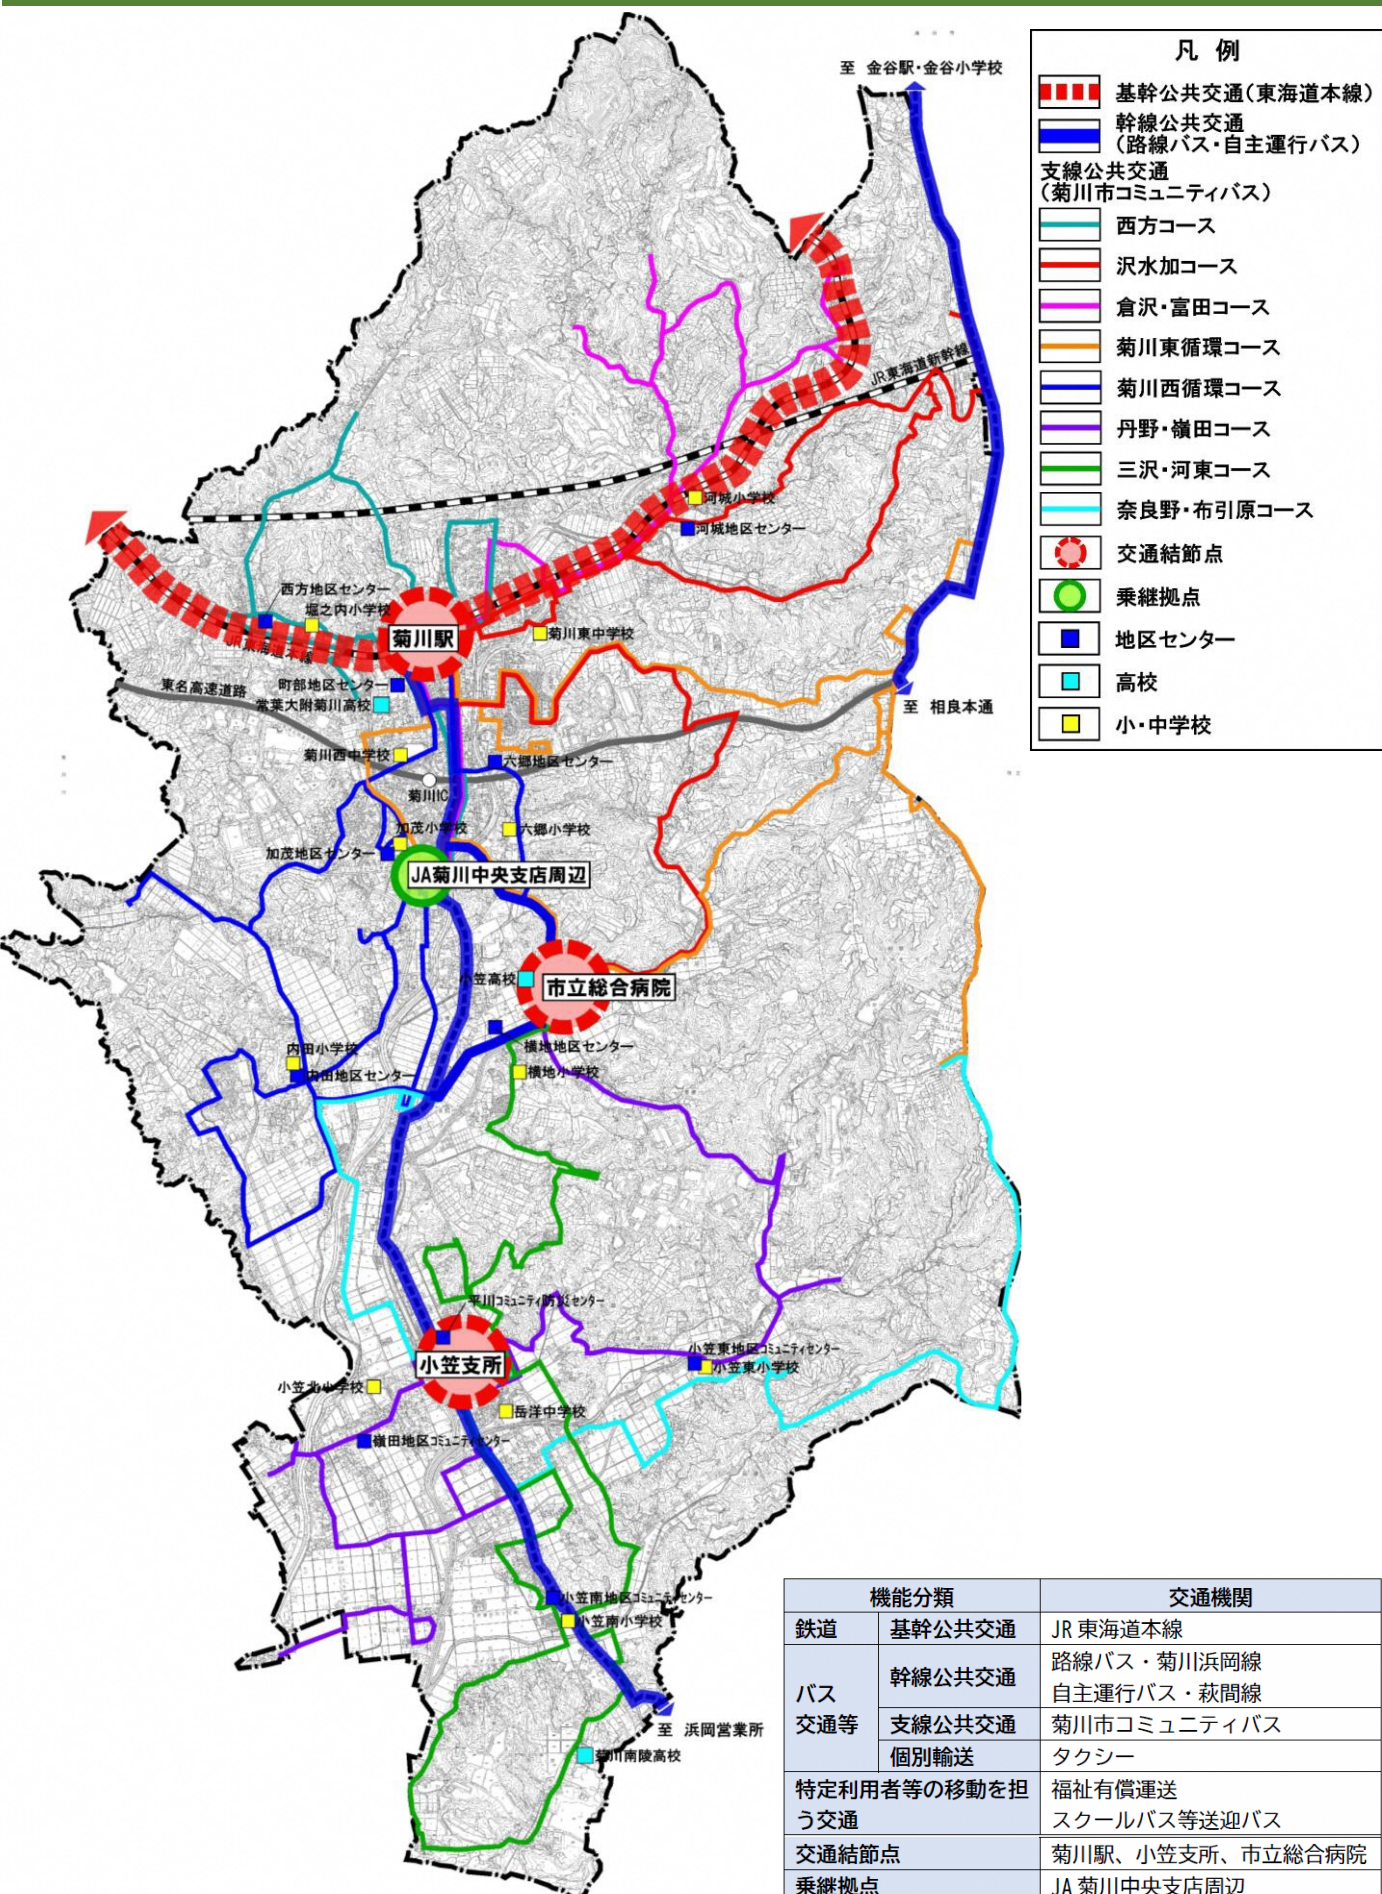 至 金谷駅・金谷小学校
凡 例
基幹公共交通(東海道本線)
幹線公共交通
(路線バス・自主運行バス)
支線公共交通
(菊川市コミュニティバス)
西方コース
沢水加コース
倉沢・富田コース
菊川東循環コース
菊川西循環コース
丹野・嶺田コース
三沢・河東コース
奈良野・布引原コース
交通結節点
乗継拠点
地区センター
高校
小・中学校
JR東海道新幹線
河城小学校
河城地区センター
西方地区センター
堀之内小学校
菊川駅
菊川東中学校
JR東海道本線
東名高速道路
町部地区センター
常葉大附菊川高校
至 相良本通
菊川西中学校
六郷地区センター
菊川IC
加茂小学校
六郷小学校
加茂地区センター
JA菊川中央支店周辺
小笠高校
市立総合病院
横地地区センター
内田小学校
横地小学校
内田地区センター
平川コミュニティ防災センター
小笠支所
小笠東地区コミュニティセンター
小笠東小学校
小笠北小学校
岳洋中学校
嶺田地区コミュニティセンター
小笠南地区コミュニティセンター
小笠南小学校
至 浜岡営業所
菊川南陵高校
機能分類 交通機関
鉄道 基幹公共交通 JR 東海道本線
バス交通等 幹線公共交通 路線バス・菊川浜岡線
自主運行バス・萩間線
支線公共交通 菊川市コミュニティバス
個別輸送 タクシー
特定利用者等の移動を担 福祉有償運送
う交通 スクールバス等送迎バス
交通結節点 菊川駅、小笠支所、市立総合病院
乗継拠点 JA 菊川中央支店周辺